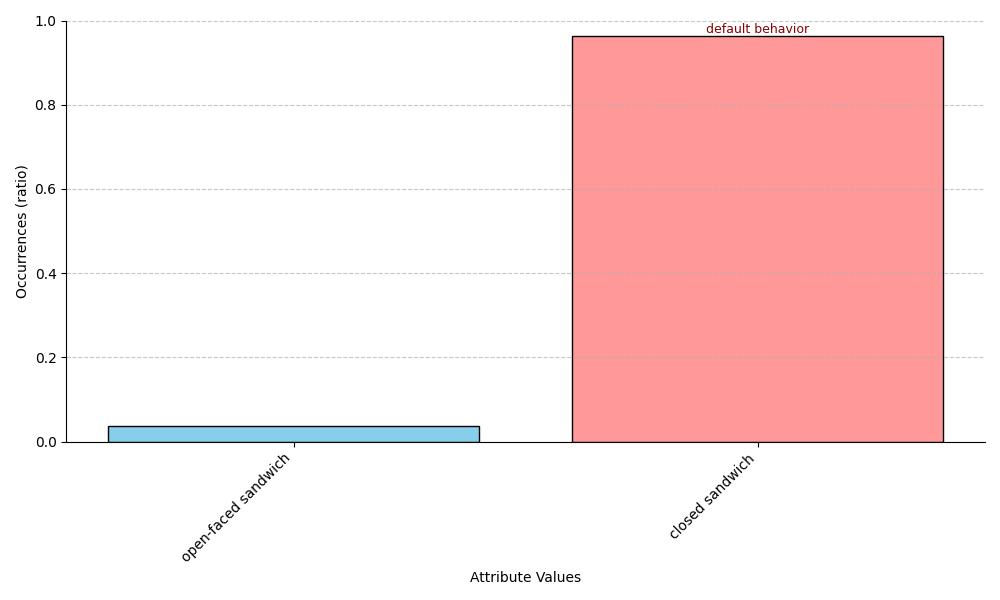 default behavior
1.0
0.8
0.6
0.4
0.2
0.0
Occurrences (ratio)
open-faced sandwich
closed sandwich
Attribute Values